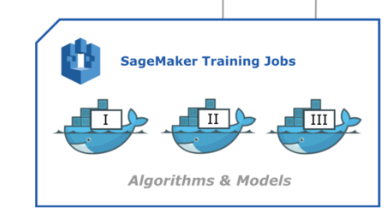 SageMaker Training Jobs
I II III
Algorithms & Models